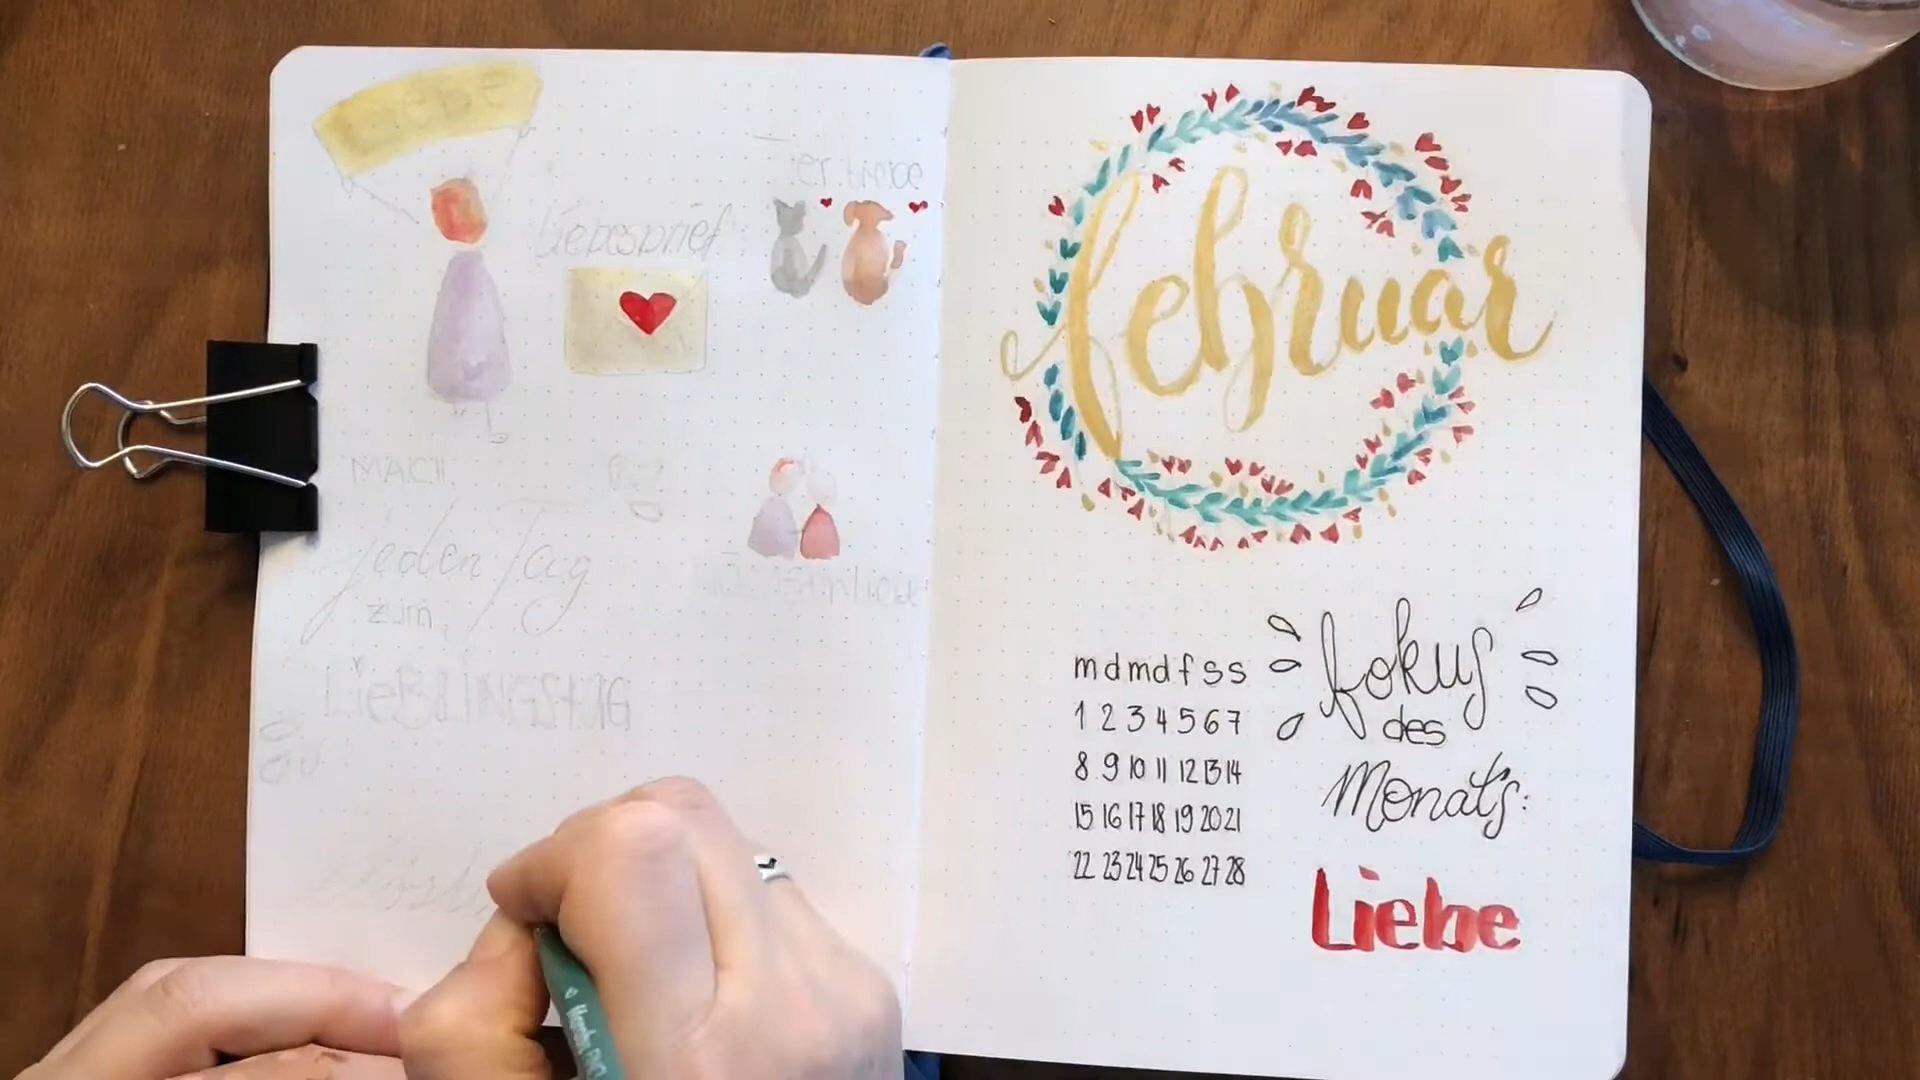 LIEBE
Liebesbrief
Tierliebe
MACH
jeden Tag
zum
LieBLINGStAG
februar
m d m d f s s
1 2 3 4 5 6 7
8 9 10 11 12 13 14
15 16 17 18 19 20 21
22 23 24 25 26 27 28
fokus
des
Monats:
Liebe